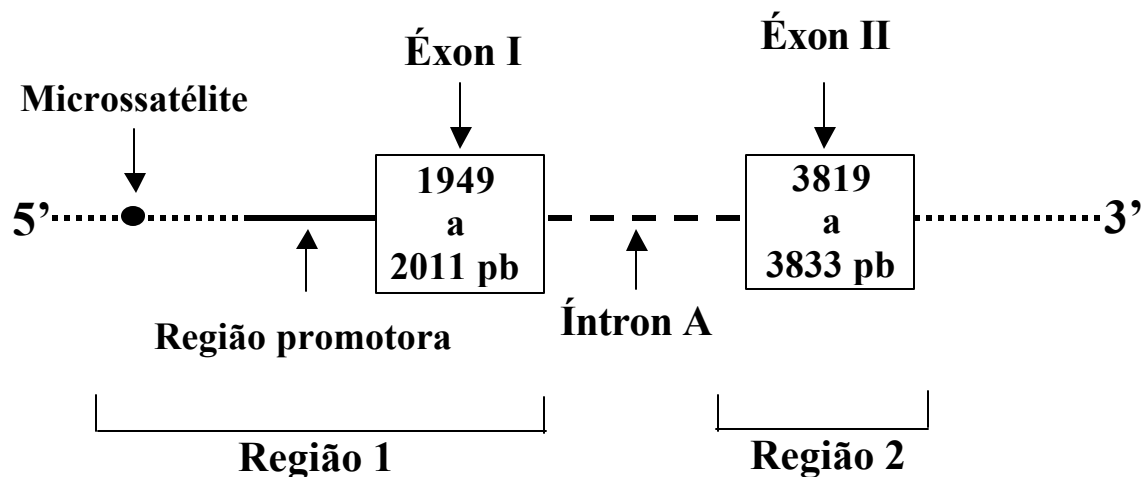 Éxon I
Éxon II
Microssatélite
1949
a
2011 pb
3819
a
3833 pb
5’
3’
Região promotora
Íntron A
Região 1
Região 2